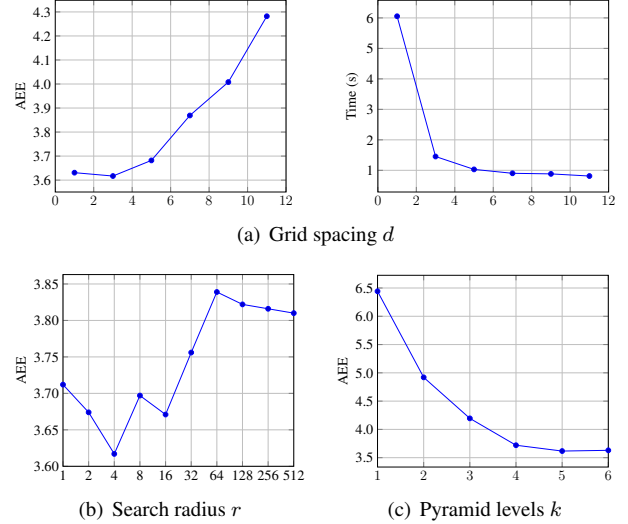 4.3
4.2
4.1
4.0
3.9
3.8
3.7
3.6
AEE
0 2 4 6 8 10 12
6
5
4
3
2
1
Time (s)
0 2 4 6 8 10 12
(a) Grid spacing d
3.85
3.80
3.75
3.70
3.65
3.60
AEE
1 2 4 8 16 32 64 128 256 512
6.5
6.0
5.5
5.0
4.5
4.0
3.5
AEE
1 2 3 4 5 6
(b) Search radius r
(c) Pyramid levels k